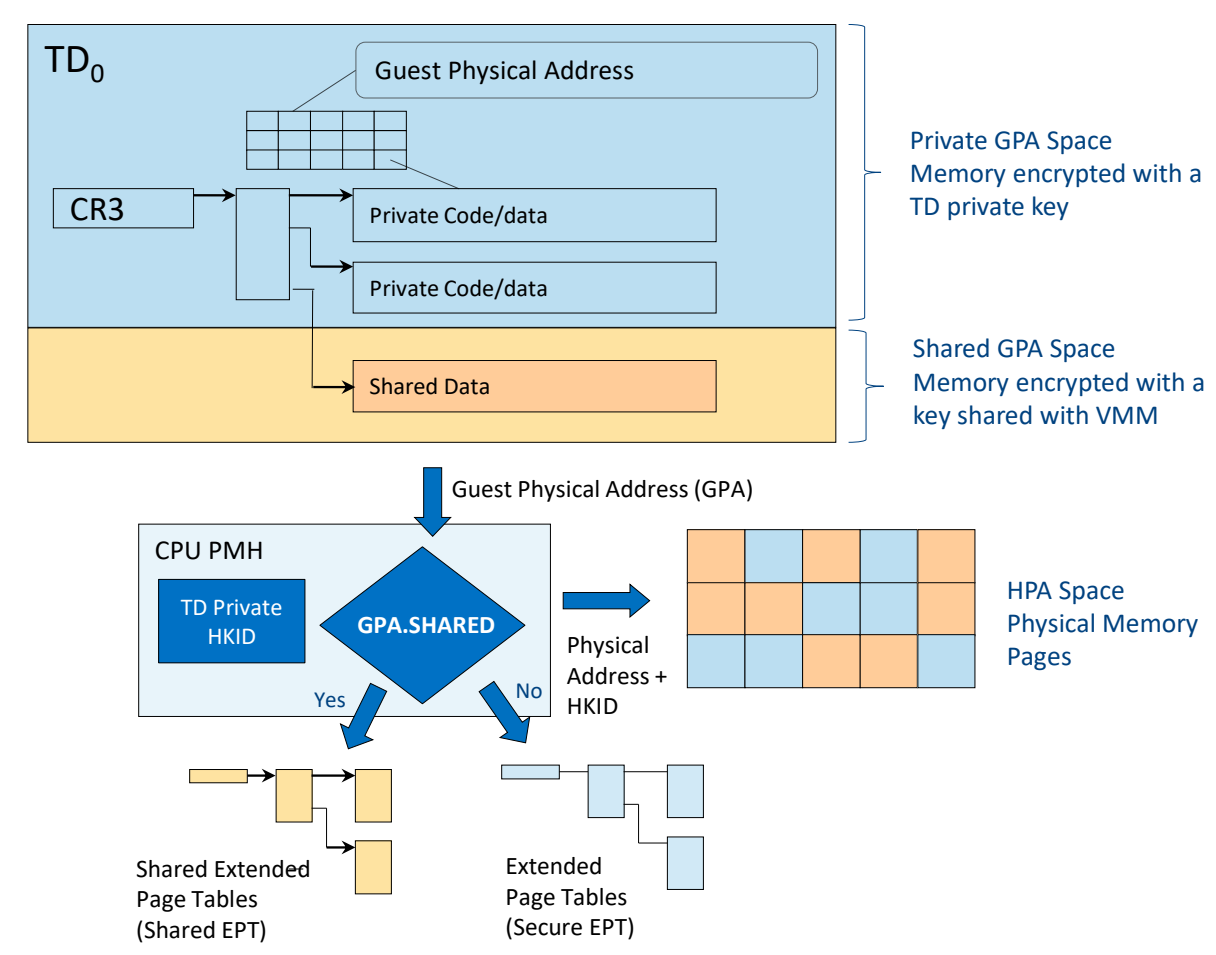 TD0
Guest Physical Address
CR3
Private Code/data
Private Code/data
Shared Data
Private GPA Space
Memory encrypted with a
TD private key
Shared GPA Space
Memory encrypted with a
key shared with VMM
Guest Physical Address (GPA)
CPU PMH
TD Private
HKID
GPA.SHARED
Yes
No
Physical
Address +
HKID
HPA Space
Physical Memory
Pages
Shared Extended
Page Tables
(Shared EPT)
Extended
Page Tables
(Secure EPT)